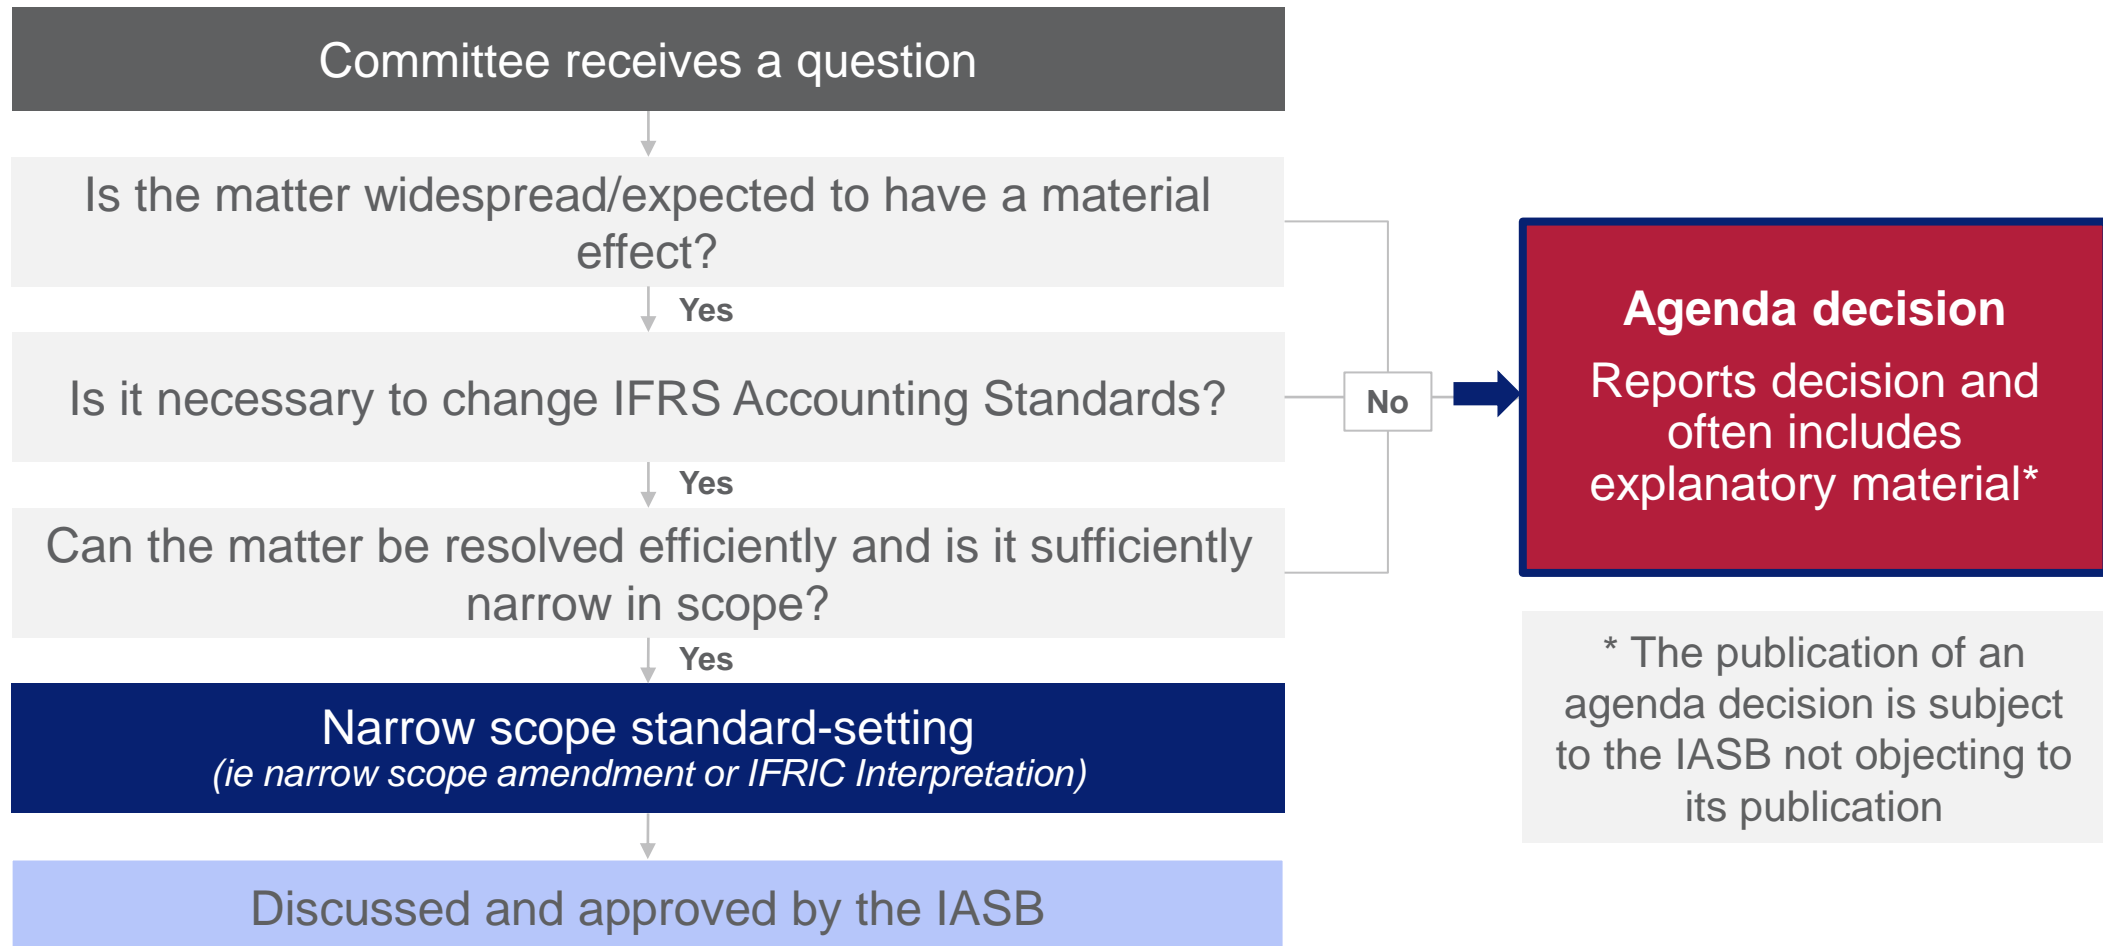 Committee receives a question
Is the matter widespread/expected to have a material
effect?
Yes
Is it necessary to change IFRS Accounting Standards?
Yes
Can the matter be resolved efficiently and is it sufficiently
narrow in scope?
Yes
Narrow scope standard-setting
(ie narrow scope amendment or IFRIC Interpretation)
Discussed and approved by the IASB
No
Agenda decision
Reports decision and
often includes
explanatory material*
* The publication of an
agenda decision is subject
to the IASB not objecting to
its publication